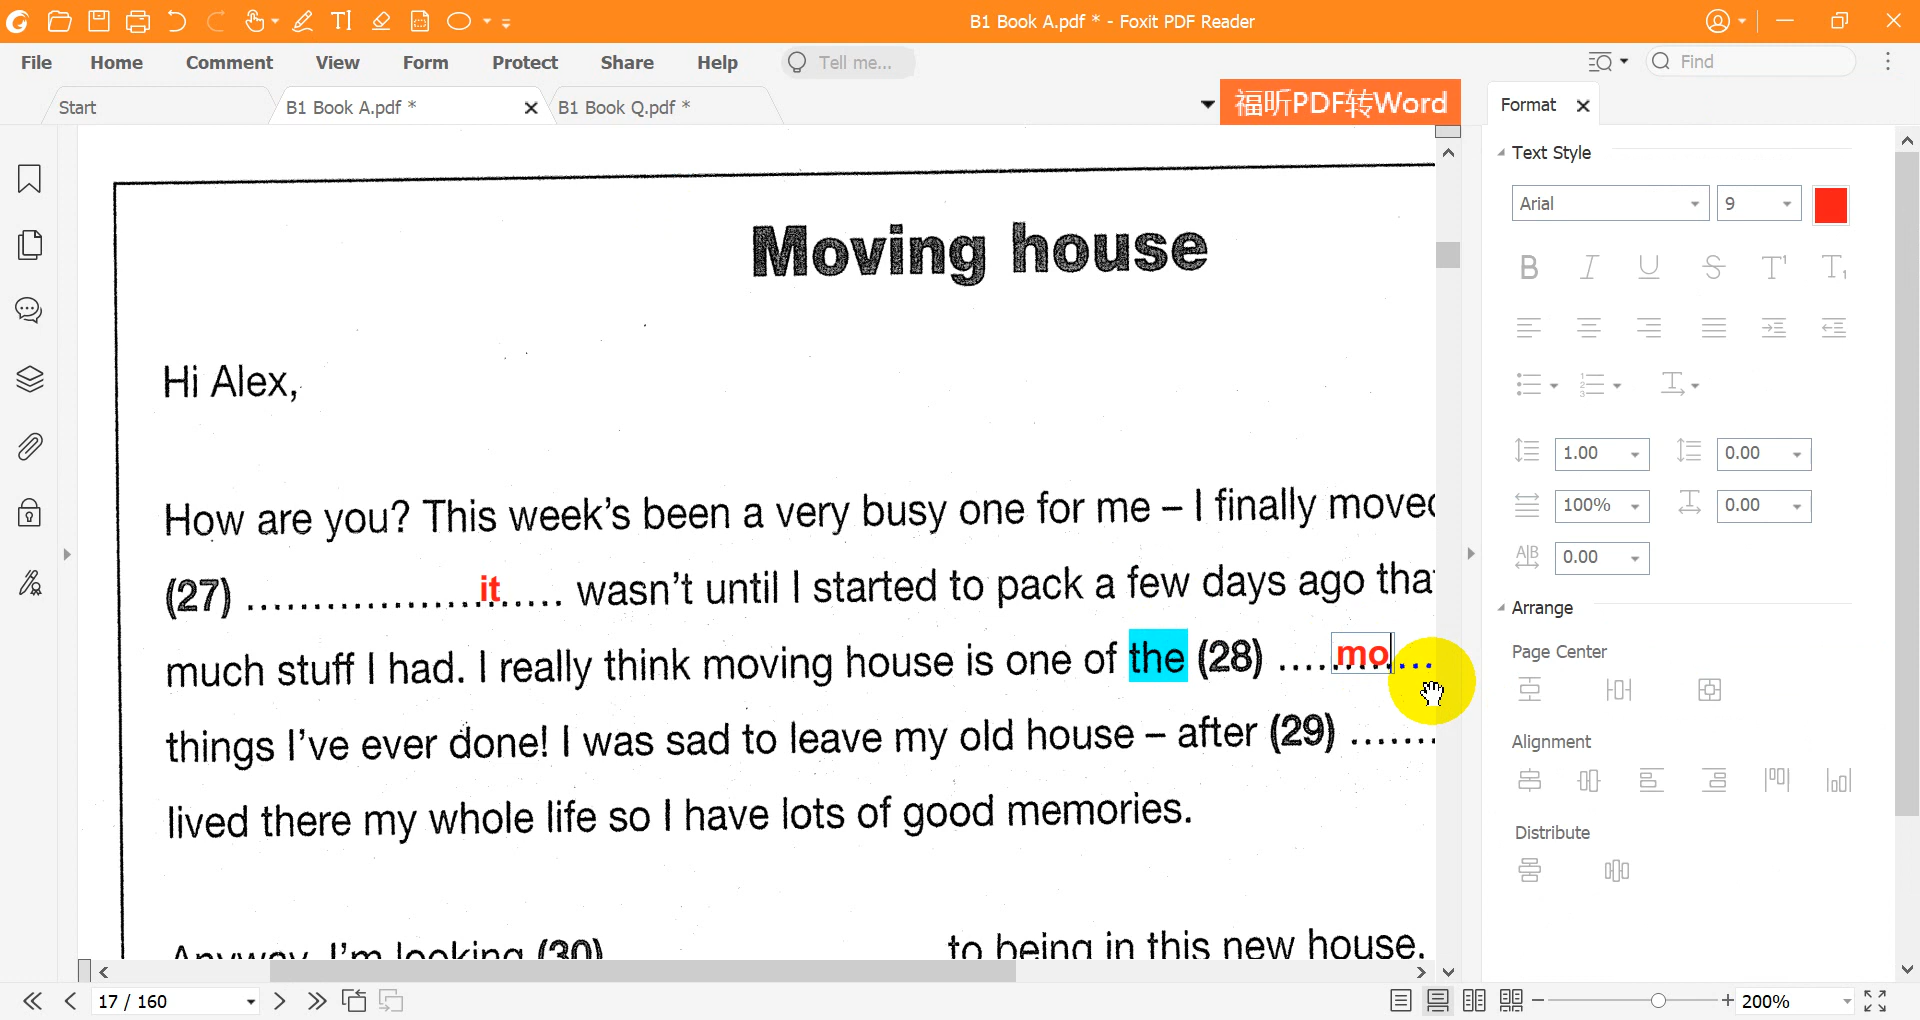 B1 Book A.pdf * - Foxit PDF Reader
File Home Comment View Form Protect Share Help Tell me... Find
Start B1 Book A.pdf * B1 Book Q.pdf * 福昕PDF转Word Format
Text Style
Arial 9
1.00 0.00
100% 0.00
0.00
Arrange
Page Center
Alignment
Distribute
Moving house
Hi Alex,
How are you? This week's been a very busy one for me – I finally moved
(27) ............it...... wasn't until I started to pack a few days ago tha
much stuff I had. I really think moving house is one of the (28) ....mo....
things I've ever done! I was sad to leave my old house – after (29) .......
lived there my whole life so I have lots of good memories.
Anyway, I'm looking (30) to being in this new house.
17 / 160 200%